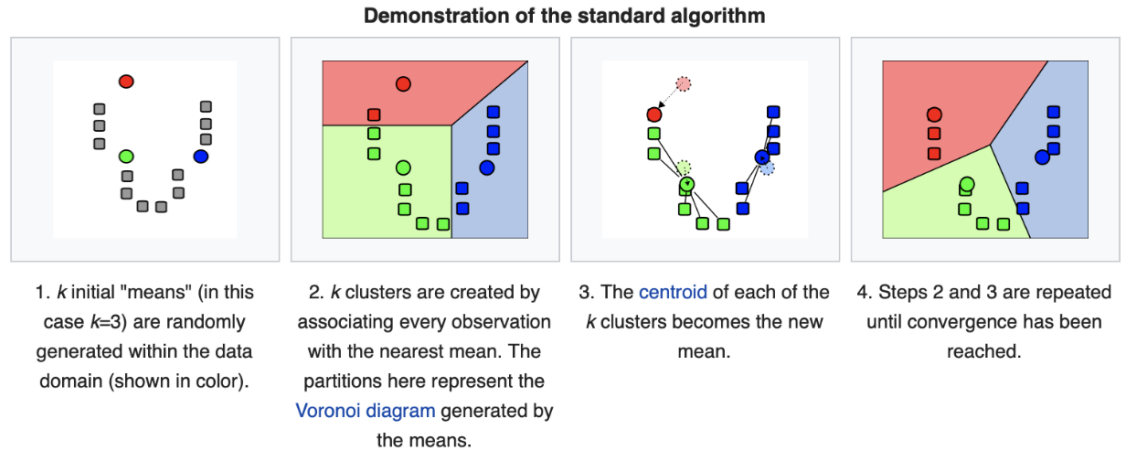 Demonstration of the standard algorithm
1. k initial "means" (in this
case k=3) are randomly
generated within the data
domain (shown in color).
2. k clusters are created by
associating every observation
with the nearest mean. The
partitions here represent the
Voronoi diagram generated by
the means.
3. The centroid of each of the
k clusters becomes the new
mean.
4. Steps 2 and 3 are repeated
until convergence has been
reached.